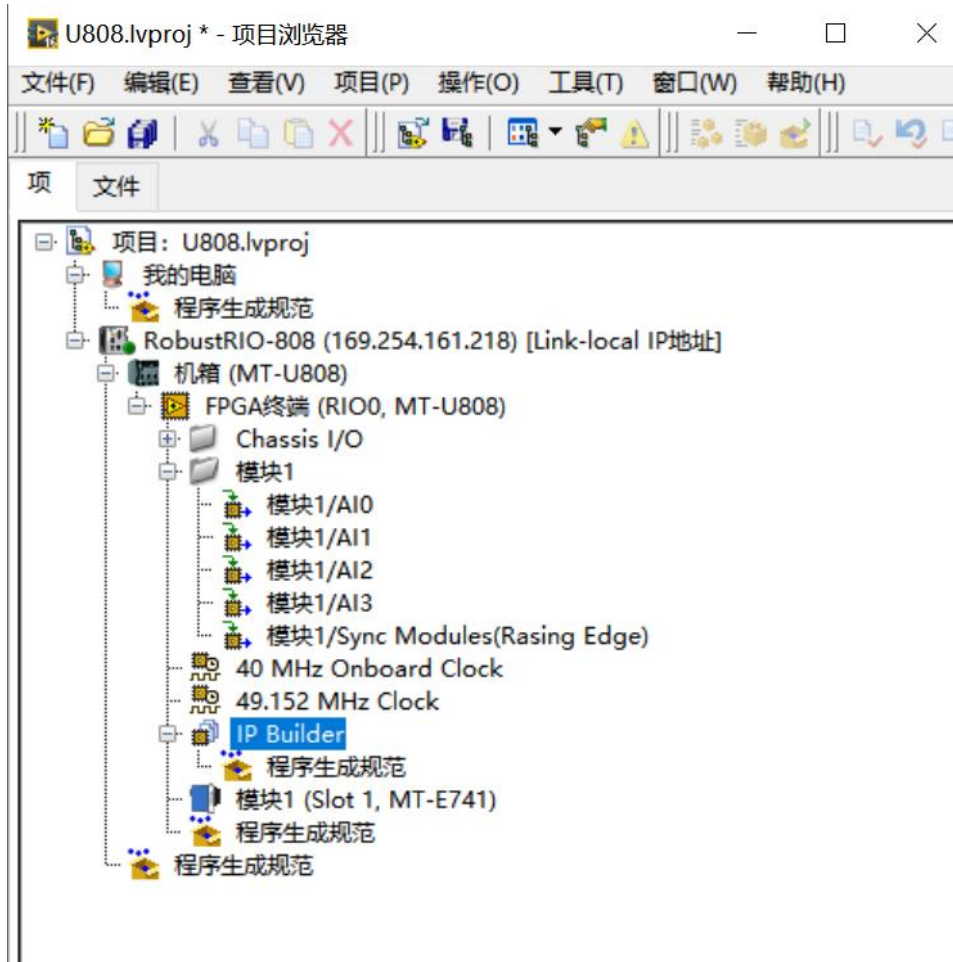 U808.lvproj * - 项目浏览器
文件(F) 编辑(E) 查看(V) 项目(P) 操作(O) 工具(T) 窗口(W) 帮助(H)
项 文件
项目：U808.lvproj
我的电脑
程序生成规范
RobustRIO-808 (169.254.161.218) [Link-local IP地址]
机箱 (MT-U808)
FPGA终端 (RIO0, MT-U808)
Chassis I/O
模块1
模块1/AI0
模块1/AI1
模块1/AI2
模块1/AI3
模块1/Sync Modules(Rasing Edge)
40 MHz Onboard Clock
49.152 MHz Clock
IP Builder
程序生成规范
模块1 (Slot 1, MT-E741)
程序生成规范
程序生成规范